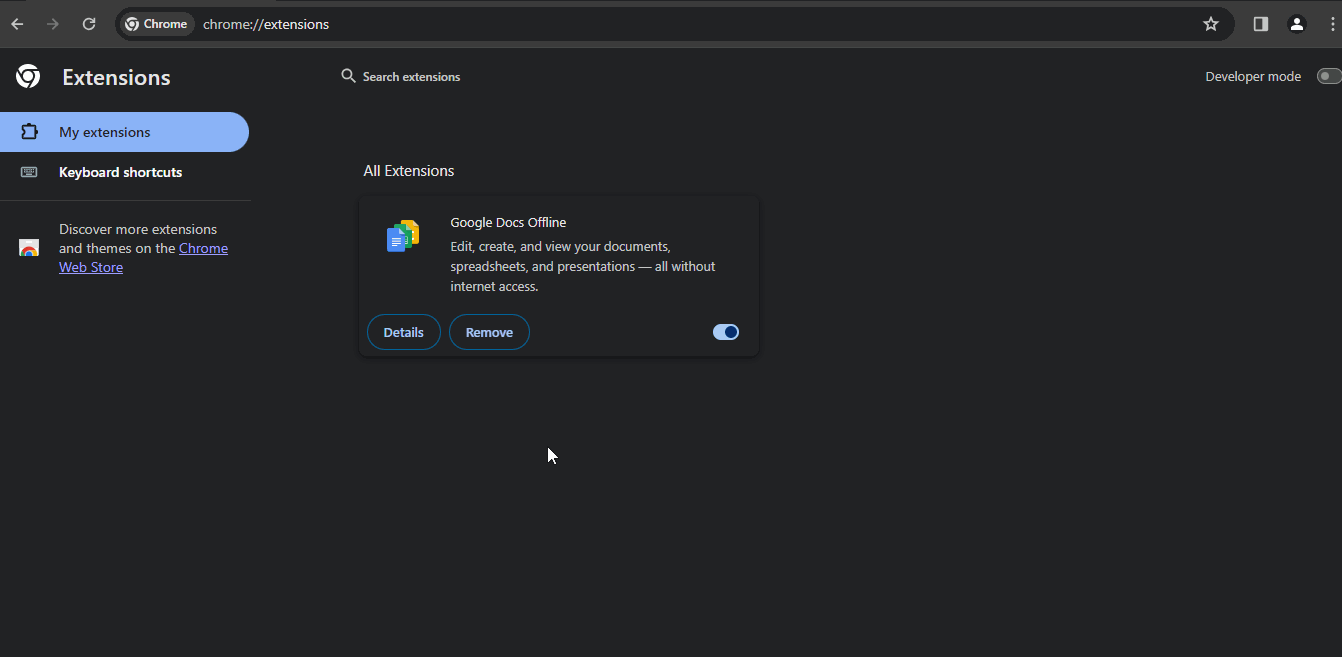 Chrome
chrome://extensions
Extensions
Search extensions
Developer mode
My extensions
Keyboard shortcuts
Discover more extensions
and themes on the Chrome
Web Store
All Extensions
Google Docs Offline
Edit, create, and view your documents,
spreadsheets, and presentations — all without
internet access.
Details
Remove